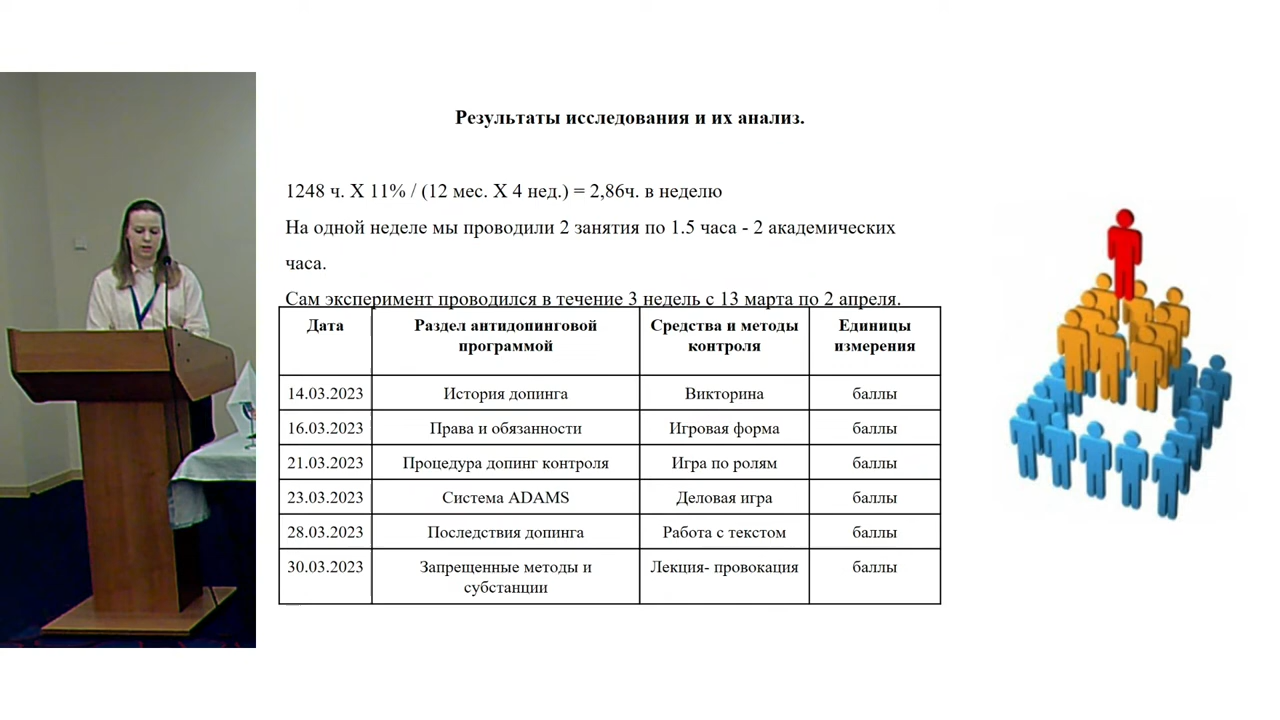 Результаты исследования и их анализ.
1248 ч. X 11% / (12 мес. X 4 нед.) = 2,86ч. в неделю
На одной неделе мы проводили 2 занятия по 1.5 часа - 2 академических
часа.
Сам эксперимент проводился в течение 3 недель с 13 марта по 2 апреля.
Дата Раздел антидопинговой программой Средства и методы контроля Единицы измерения
14.03.2023 История допинга Викторина баллы
16.03.2023 Права и обязанности Игровая форма баллы
21.03.2023 Процедура допинг контроля Игра по ролям баллы
23.03.2023 Система ADAMS Деловая игра баллы
28.03.2023 Последствия допинга Работа с текстом баллы
30.03.2023 Запрещенные методы и субстанции Лекция- провокация баллы